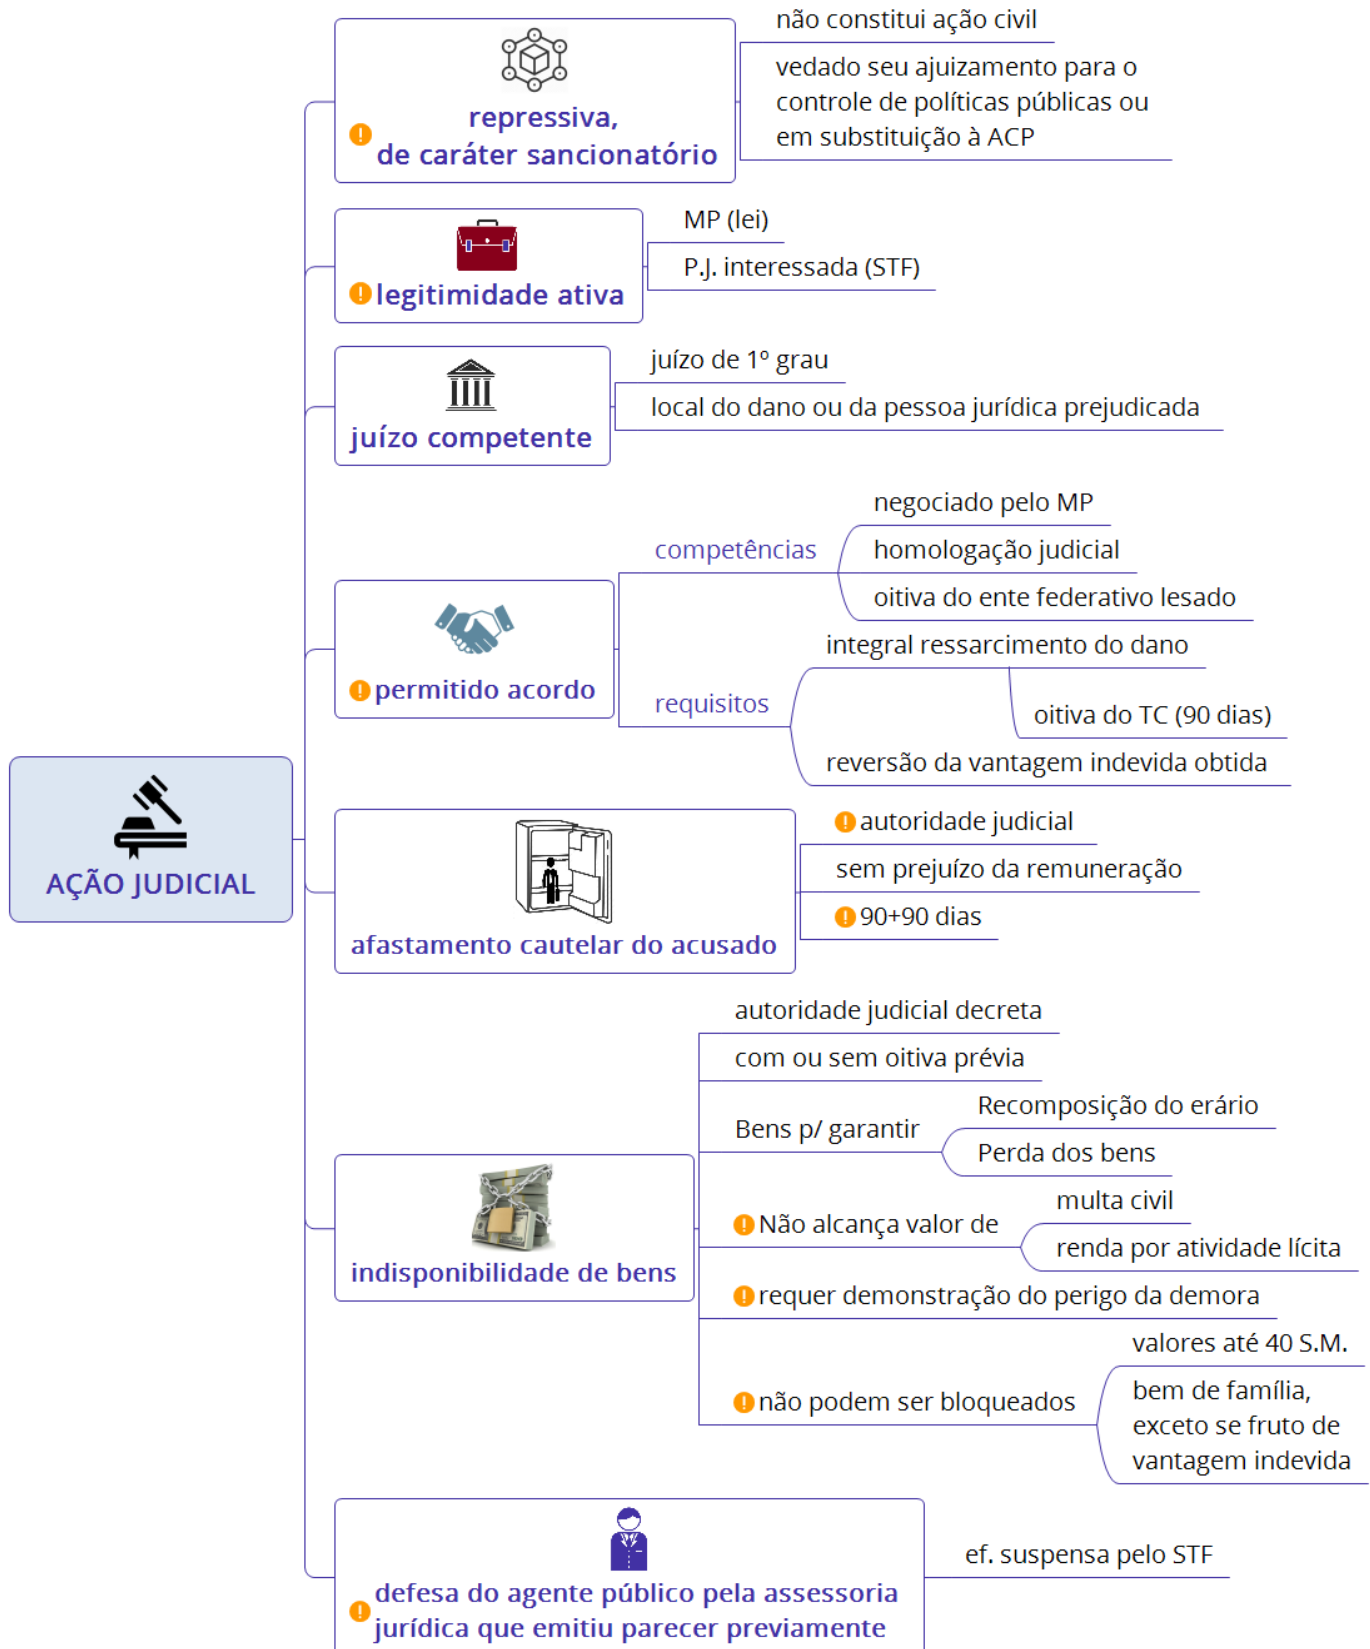 não constitui ação civil
vedado seu ajuizamento para o
controle de políticas públicas ou
em substituição à ACP
repressiva,
de caráter sancionatório
MP (lei)
P.J. interessada (STF)
legitimidade ativa
juízo de 1º grau
local do dano ou da pessoa jurídica prejudicada
juízo competente
negociado pelo MP
competências
homologação judicial
oitiva do ente federativo lesado
integral ressarcimento do dano
permitido acordo
requisitos
oitiva do TC (90 dias)
reversão da vantagem indevida obtida
AÇÃO JUDICIAL
autoridade judicial
sem prejuízo da remuneração
90+90 dias
afastamento cautelar do acusado
autoridade judicial decreta
com ou sem oitiva prévia
Bens p/ garantir
Recomposição do erário
Perda dos bens
Não alcança valor de
multa civil
renda por atividade lícita
indisponibilidade de bens
requer demonstração do perigo da demora
não podem ser bloqueados
valores até 40 S.M.
bem de família,
exceto se fruto de
vantagem indevida
ef. suspensa pelo STF
defesa do agente público pela assessoria
jurídica que emitiu parecer previamente